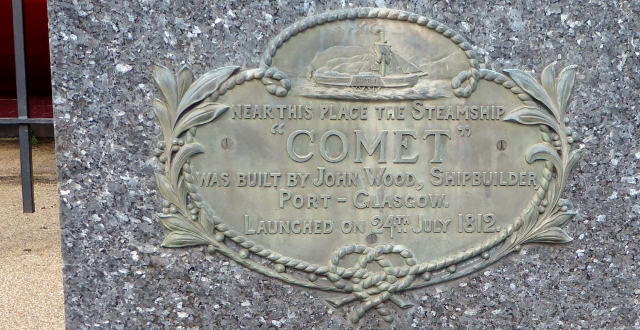 COMET
NEAR THIS PLACE THE STEAMSHIP
"COMET"
WAS BUILT BY JOHN WOOD, SHIPBUILDER
PORT-GLASGOW.
LAUNCHED ON 24TH JULY 1812.